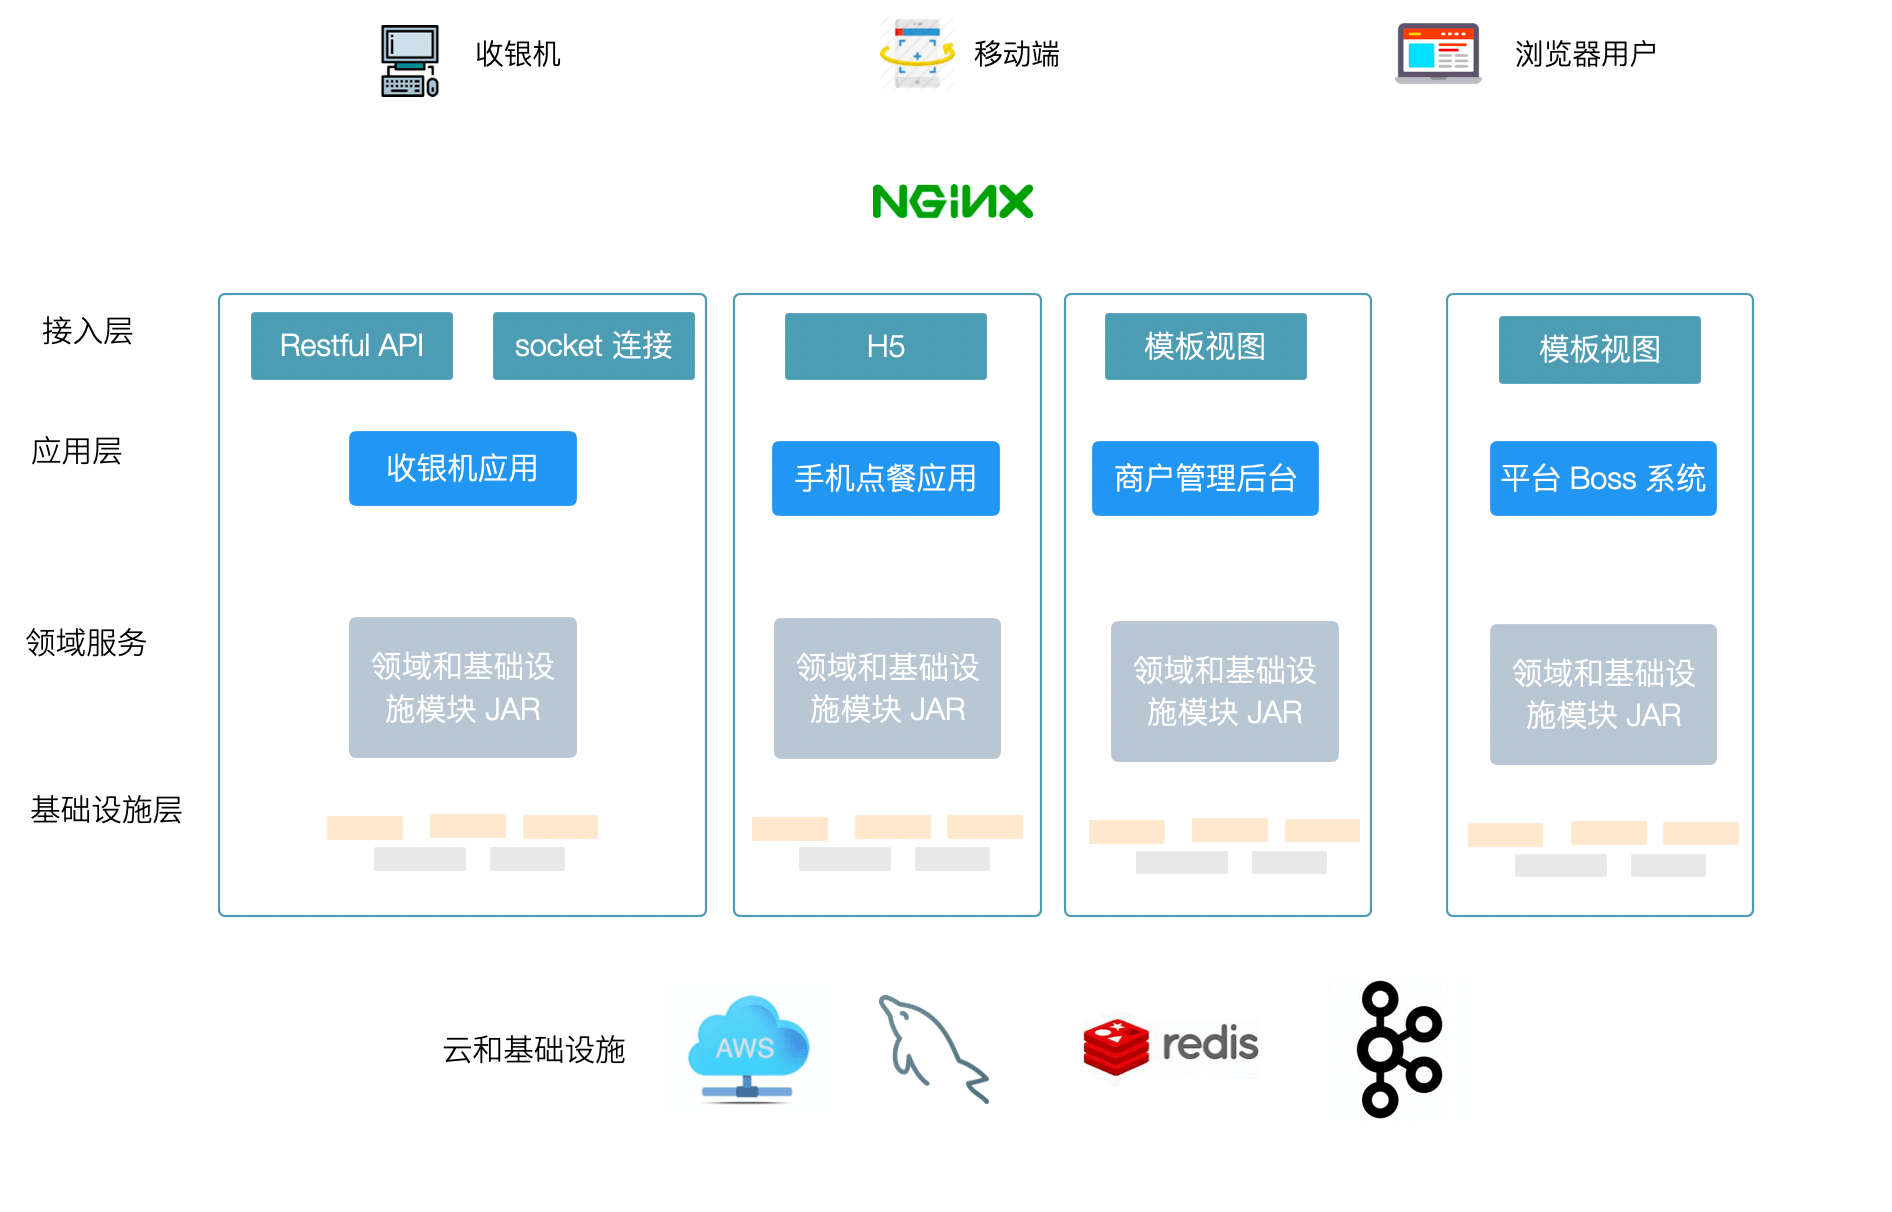 收银机
移动端
浏览器用户
NGINX
接入层
Restful API
socket 连接
H5
模板视图
模板视图
应用层
收银机应用
手机点餐应用
商户管理后台
平台 Boss 系统
领域服务
领域和基础设
施模块 JAR
领域和基础设
施模块 JAR
领域和基础设
施模块 JAR
领域和基础设
施模块 JAR
基础设施层
云和基础设施
AWS
redis